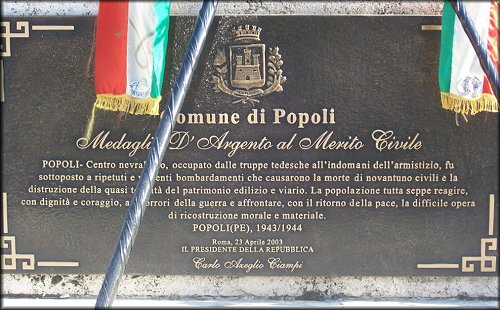 Comune di Popoli
Medaglia D'Argento al Merito Civile
POPOLI- Centro occupato dalle truppe tedesche all'indomani dell'armistizio, fu
sottoposto a ripetuti e bombardamenti che causarono la morte di novantuno civili e la
distruzione della quasi del patrimonio edilizio e viario. La popolazione tutta seppe reagire,
con dignità e coraggio, orrori della guerra e affrontare, con il ritorno della pace, la difficile opera
di ricostruzione morale e materiale.
POPOLI(PE), 1943/1944
Roma, 23 Aprile 2003
IL PRESIDENTE DELLA REPUBBLICA
Carlo Azeglio Ciampi